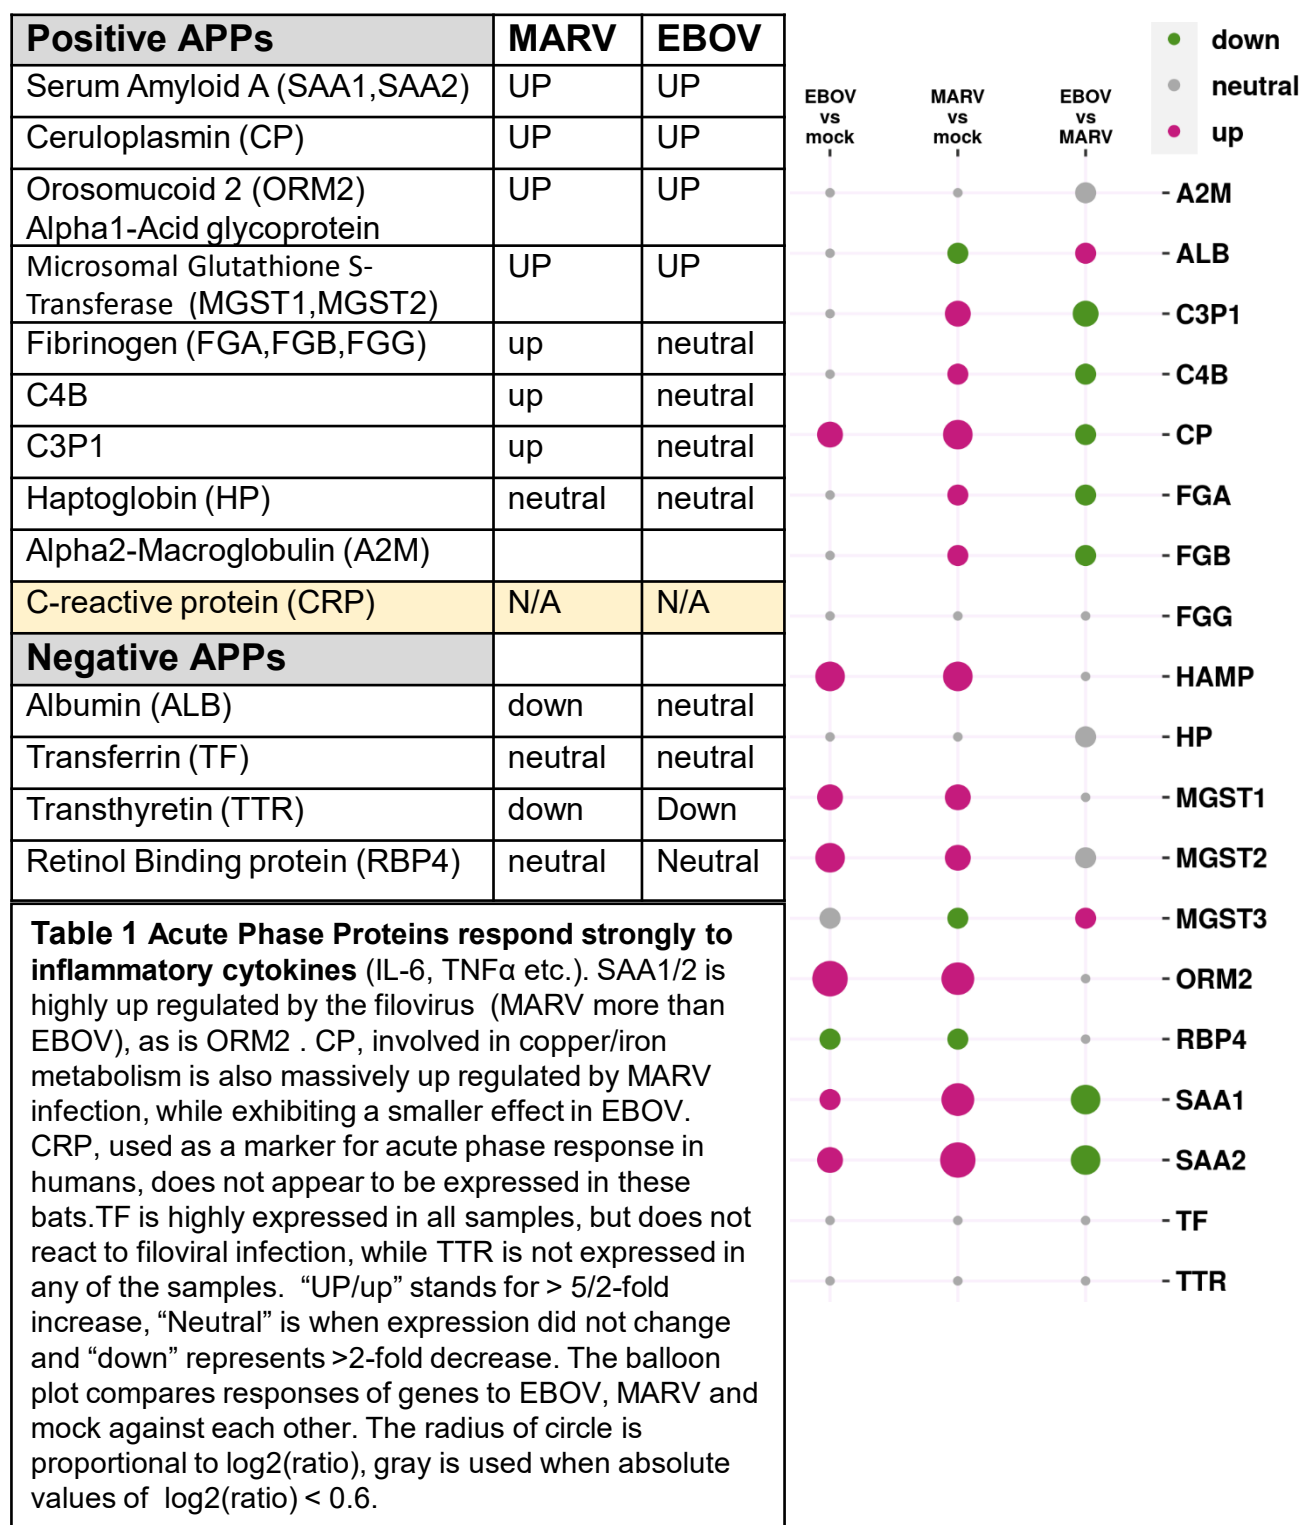 Positive APPs MARV EBOV
Serum Amyloid A (SAA1,SAA2) UP UP
Ceruloplasmin (CP) UP UP
Orosomucoid 2 (ORM2) UP UP
Alpha1-Acid glycoprotein
Microsomal Glutathione S- UP UP
Transferase (MGST1,MGST2)
Fibrinogen (FGA,FGB,FGG) up neutral
C4B up neutral
C3P1 up neutral
Haptoglobin (HP) neutral neutral
Alpha2-Macroglobulin (A2M)
C-reactive protein (CRP) N/A N/A
Negative APPs
Albumin (ALB) down neutral
Transferrin (TF) neutral neutral
Transthyretin (TTR) down Down
Retinol Binding protein (RBP4) neutral Neutral
Table 1 Acute Phase Proteins respond strongly to
inflammatory cytokines (IL-6, TNFα etc.). SAA1/2 is
highly up regulated by the filovirus (MARV more than
EBOV), as is ORM2 . CP, involved in copper/iron
metabolism is also massively up regulated by MARV
infection, while exhibiting a smaller effect in EBOV.
CRP, used as a marker for acute phase response in
humans, does not appear to be expressed in these
bats.TF is highly expressed in all samples, but does not
react to filoviral infection, while TTR is not expressed in
any of the samples. “UP/up” stands for > 5/2-fold
increase, “Neutral” is when expression did not change
and “down” represents >2-fold decrease. The balloon
plot compares responses of genes to EBOV, MARV and
mock against each other. The radius of circle is
proportional to log2(ratio), gray is used when absolute
values of log2(ratio) < 0.6.
down
neutral
up
EBOV
vs
mock
MARV
vs
mock
EBOV
vs
MARV
A2M
ALB
C3P1
C4B
CP
FGA
FGB
FGG
HAMP
HP
MGST1
MGST2
MGST3
ORM2
RBP4
SAA1
SAA2
TF
TTR